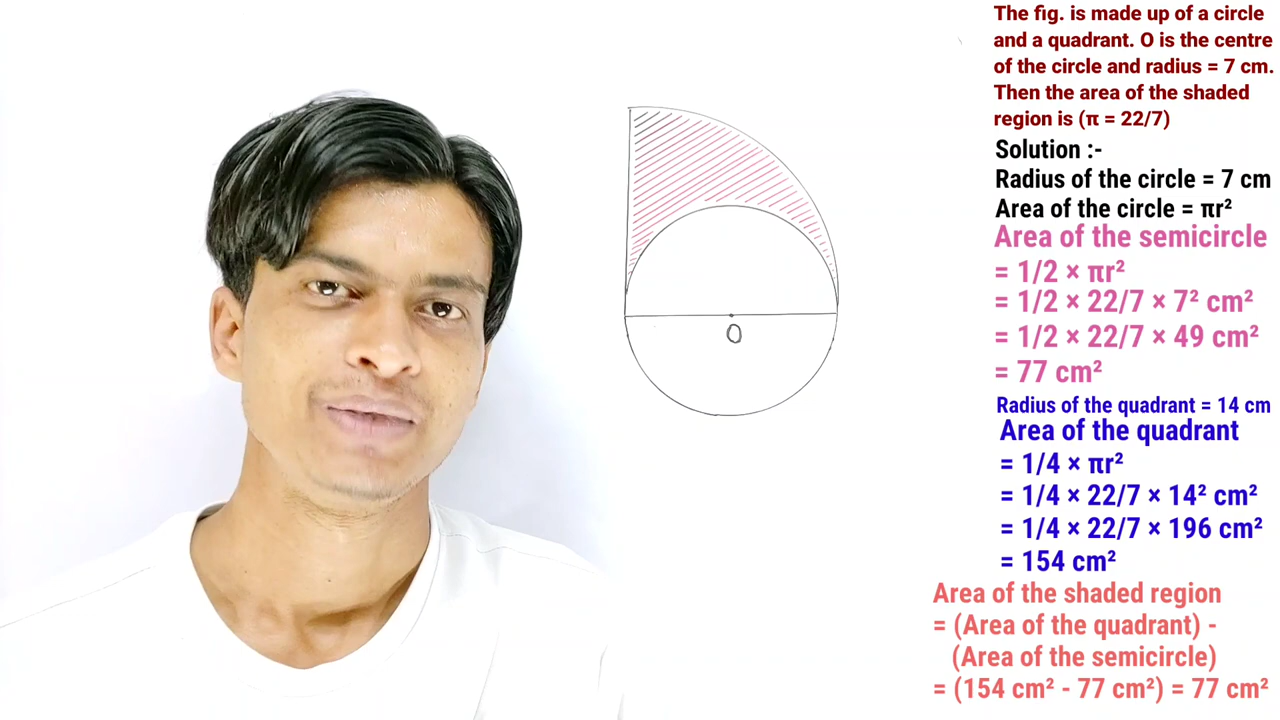 The fig. is made up of a circle
and a quadrant. O is the centre
of the circle and radius = 7 cm.
Then the area of the shaded
region is (π = 22/7)
Solution :-
Radius of the circle = 7 cm
Area of the circle = πr²
Area of the semicircle
= 1/2 × πr²
= 1/2 × 22/7 × 7² cm²
= 1/2 × 22/7 × 49 cm²
= 77 cm²
Radius of the quadrant = 14 cm
Area of the quadrant
= 1/4 × πr²
= 1/4 × 22/7 × 14² cm²
= 1/4 × 22/7 × 196 cm²
= 154 cm²
Area of the shaded region
= (Area of the quadrant) -
(Area of the semicircle)
= (154 cm² - 77 cm²) = 77 cm²
O